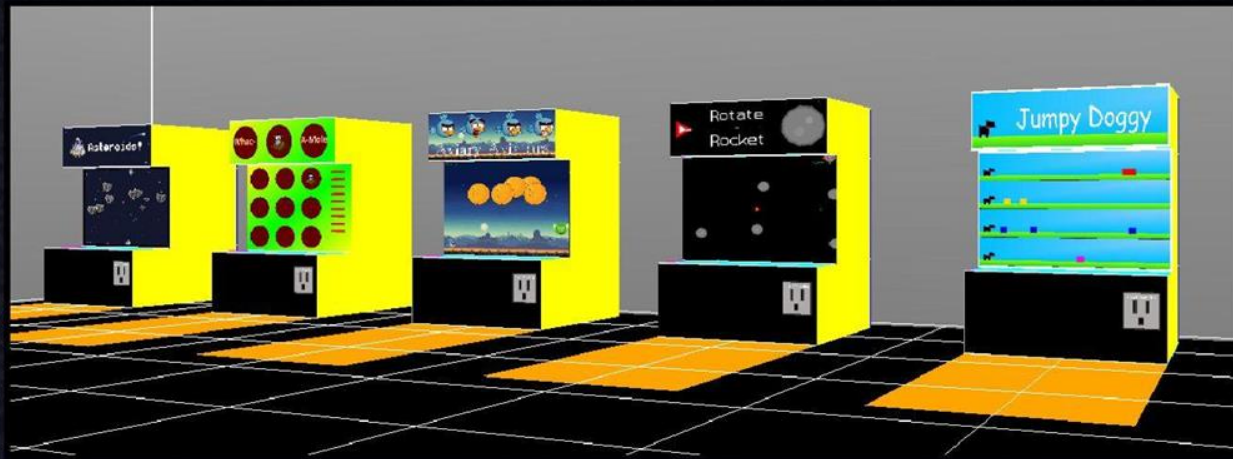 Asteroids!
Whac-
A-Mole
Rotate
Rocket
Jumpy Doggy